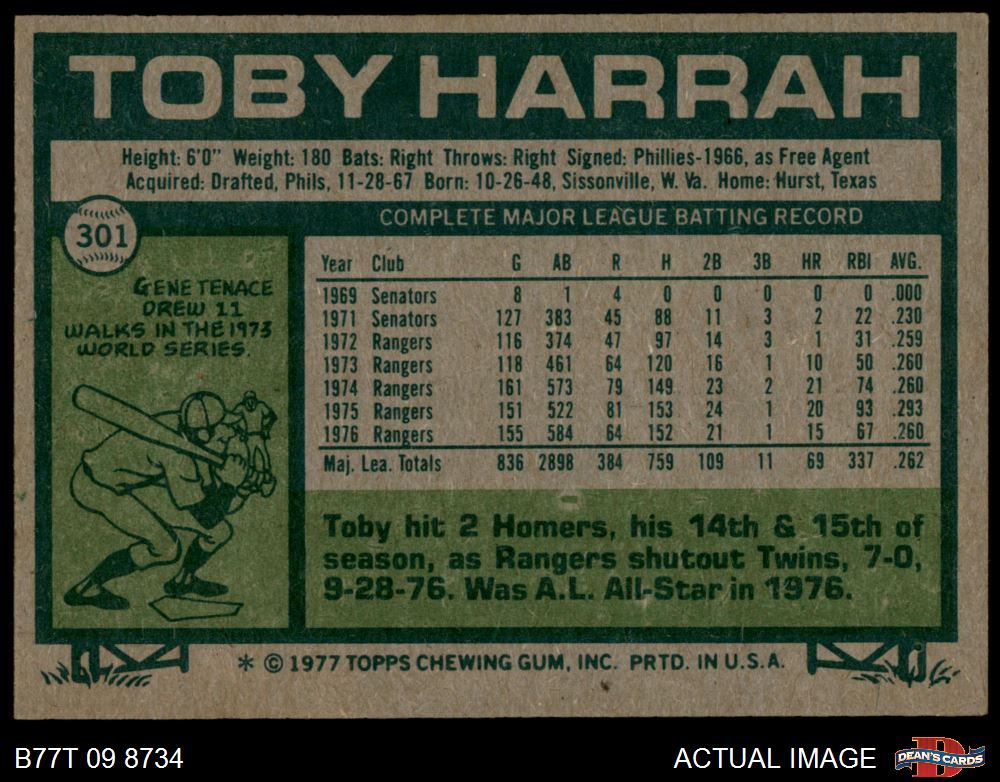 TOBY HARRAH
Height: 6'0" Weight: 180 Bats: Right Throws: Right Signed: Phillies-1966, as Free Agent
Acquired: Drafted, Phils, 11-28-67 Born: 10-26-48, Sissonville, W. Va. Home: Hurst, Texas
301
COMPLETE MAJOR LEAGUE BATTING RECORD
GENE TENACE
DREW 11
WALKS IN THE 1973
WORLD SERIES.
Year Club G AB R H 2B 3B HR RBI AVG.
1969 Senators 8 1 4 0 0 0 0 0 .000
1971 Senators 127 383 45 88 11 3 2 22 .230
1972 Rangers 116 374 47 97 14 3 1 31 .259
1973 Rangers 118 461 64 120 16 1 10 50 .260
1974 Rangers 161 573 79 149 23 2 21 74 .260
1975 Rangers 151 522 81 153 24 1 20 93 .293
1976 Rangers 155 584 64 152 21 1 15 67 .260
Maj. Lea. Totals 836 2898 384 759 109 11 69 337 .262
Toby hit 2 Homers, his 14th & 15th of
season, as Rangers shutout Twins, 7-0,
9-28-76. Was A.L. All-Star in 1976.
* © 1977 TOPPS CHEWING GUM, INC. PRTD. IN U.S.A.
B77T 09 8734
ACTUAL IMAGE
D
DEAN'S CARDS